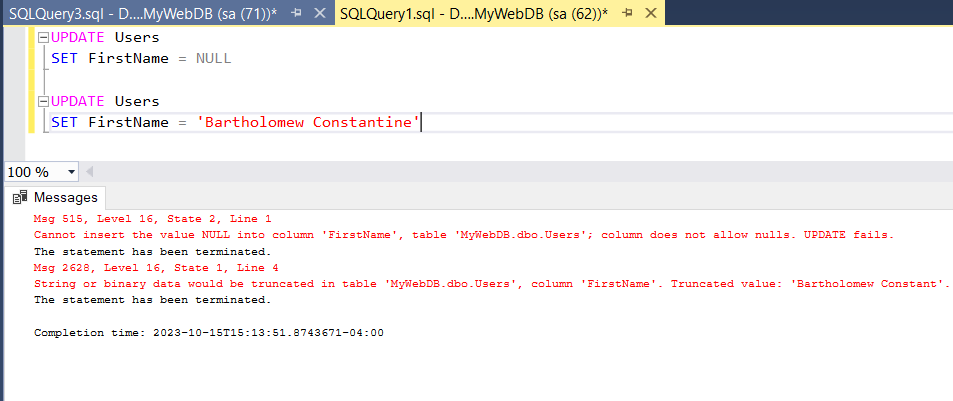 SQLQuery3.sql - D....MyWebDB (sa (71))* SQLQuery1.sql - D....MyWebDB (sa (62))*
UPDATE Users
SET FirstName = NULL
UPDATE Users
SET FirstName = 'Bartholomew Constantine'
100 %
Messages
Msg 515, Level 16, State 2, Line 1
Cannot insert the value NULL into column 'FirstName', table 'MyWebDB.dbo.Users'; column does not allow nulls. UPDATE fails.
The statement has been terminated.
Msg 2628, Level 16, State 1, Line 4
String or binary data would be truncated in table 'MyWebDB.dbo.Users', column 'FirstName'. Truncated value: 'Bartholomew Constant'.
The statement has been terminated.
Completion time: 2023-10-15T15:13:51.8743671-04:00